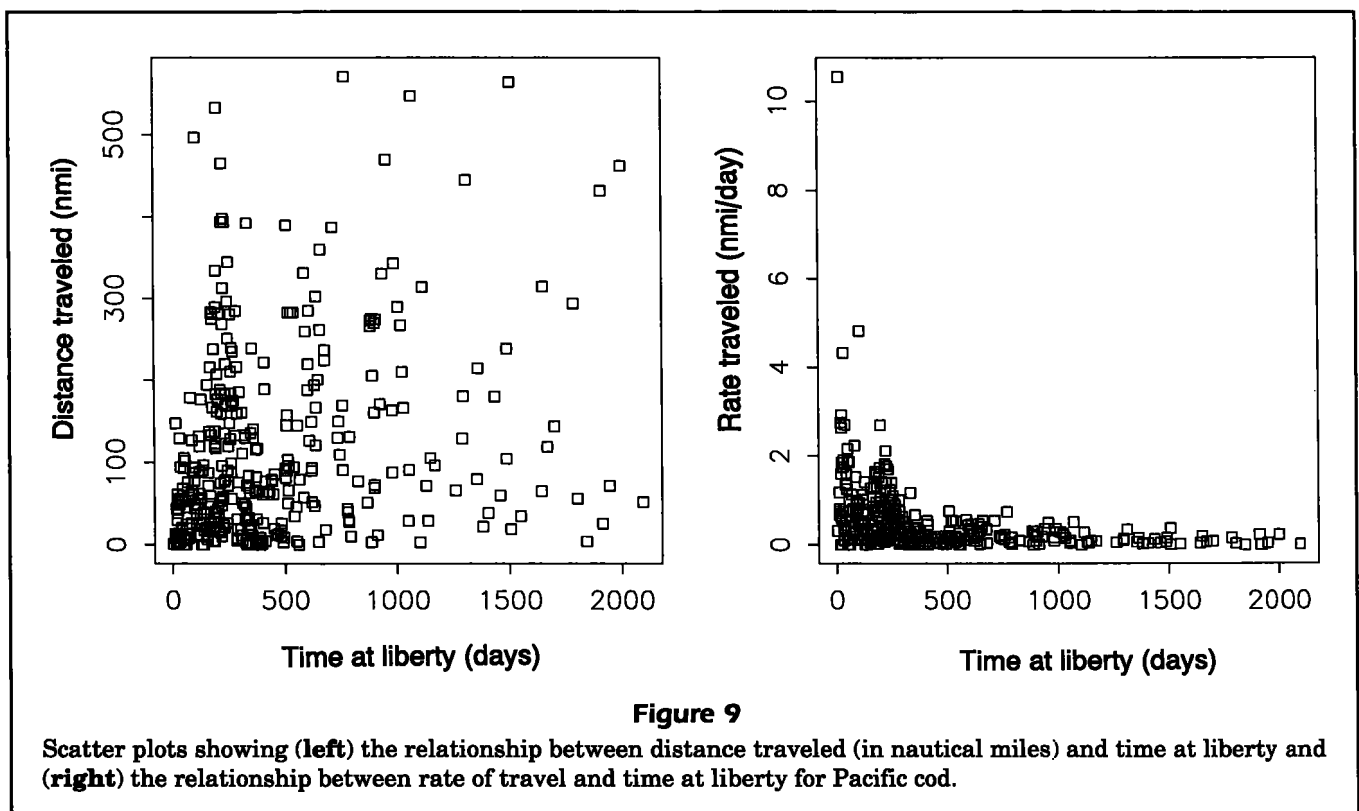 Distance traveled (nmi)
500
300
100
0
0 500 1000 1500 2000
Time at liberty (days)
Rate traveled (nmi/day)
10
8
6
4
2
0
0 500 1000 1500 2000
Time at liberty (days)
Figure 9
Scatter plots showing (left) the relationship between distance traveled (in nautical miles) and time at liberty and
(right) the relationship between rate of travel and time at liberty for Pacific cod.